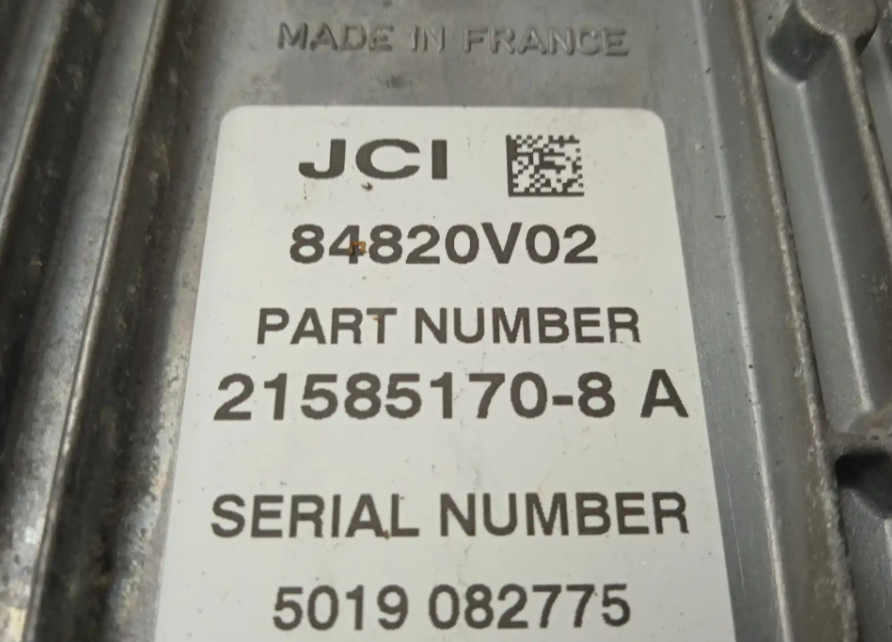 MADE IN FRANCE
JCI
84820V02
PART NUMBER
21585170-8 A
SERIAL NUMBER
5019 082775